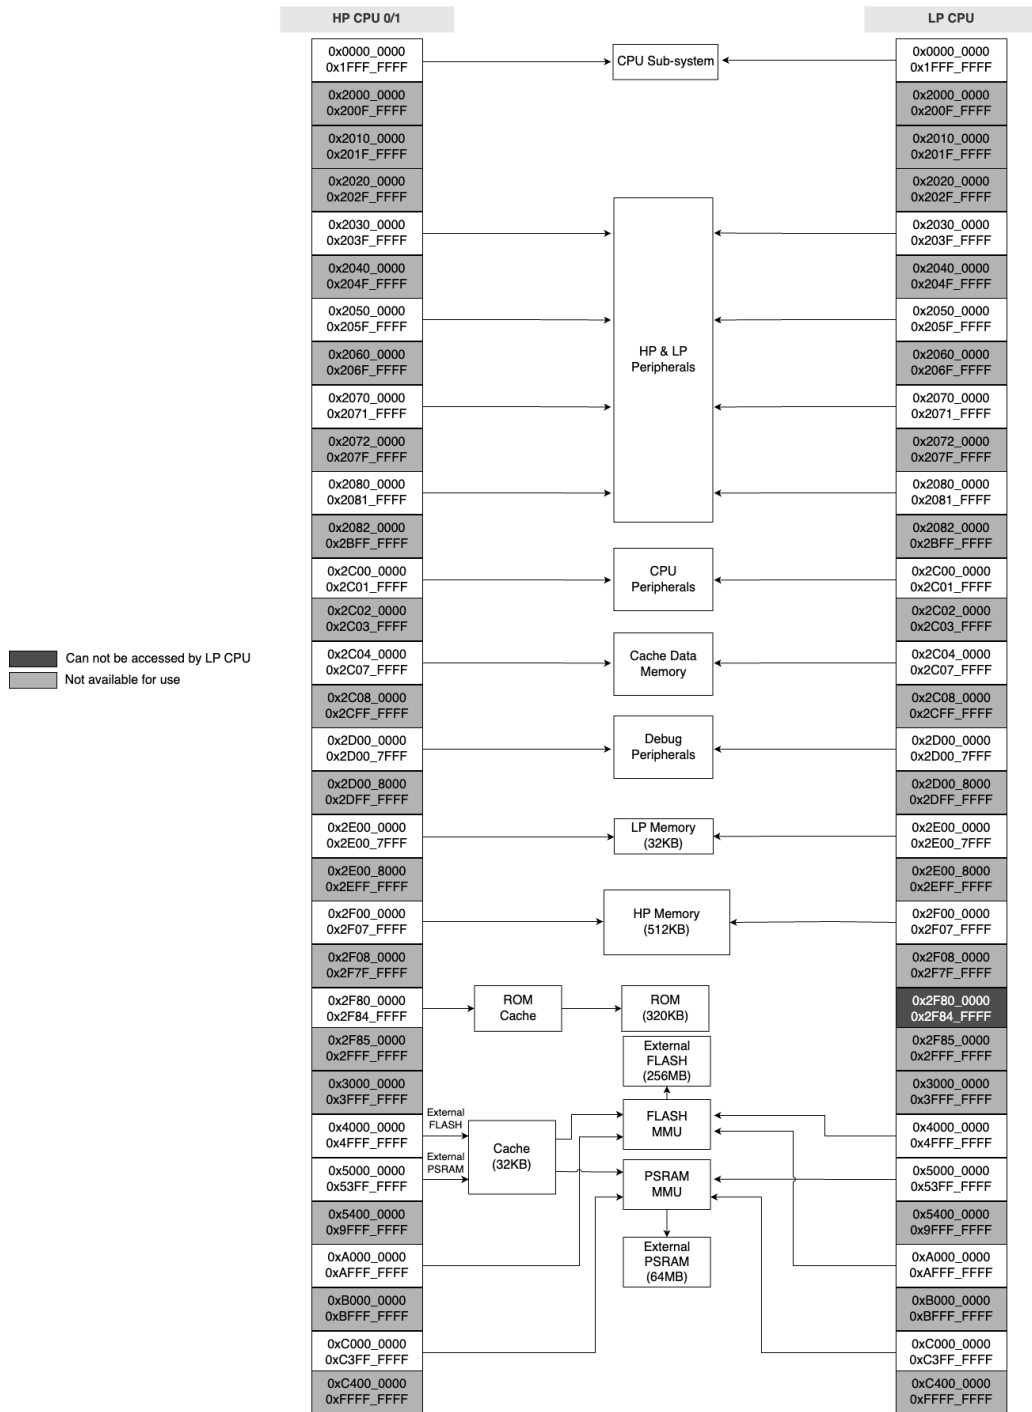 HP CPU 0/1
0x0000_0000
0x1FFF_FFFF
0x2000_0000
0x200F_FFFF
0x2010_0000
0x201F_FFFF
0x2020_0000
0x202F_FFFF
0x2030_0000
0x203F_FFFF
0x2040_0000
0x204F_FFFF
0x2050_0000
0x205F_FFFF
0x2060_0000
0x206F_FFFF
0x2070_0000
0x2071_FFFF
0x2072_0000
0x207F_FFFF
0x2080_0000
0x2081_FFFF
0x2082_0000
0x2BFF_FFFF
0x2C00_0000
0x2C01_FFFF
0x2C02_0000
0x2C03_FFFF
0x2C04_0000
0x2C07_FFFF
0x2C08_0000
0x2CFF_FFFF
0x2D00_0000
0x2D00_7FFF
0x2D00_8000
0x2DFF_FFFF
0x2E00_0000
0x2E00_7FFF
0x2E00_8000
0x2EFF_FFFF
0x2F00_0000
0x2F07_FFFF
0x2F08_0000
0x2F7F_FFFF
0x2F80_0000
0x2F84_FFFF
0x2F85_0000
0x2FFF_FFFF
0x3000_0000
0x3FFF_FFFF
0x4000_0000
0x4FFF_FFFF
0x5000_0000
0x53FF_FFFF
0x5400_0000
0x9FFF_FFFF
0xA000_0000
0xAFFF_FFFF
0xB000_0000
0xBFFF_FFFF
0xC000_0000
0xC3FF_FFFF
0xC400_0000
0xFFFF_FFFF
Can not be accessed by LP CPU
Not available for use
CPU Sub-system
HP & LP
Peripherals
CPU
Peripherals
Cache Data
Memory
Debug
Peripherals
LP Memory
(32KB)
HP Memory
(512KB)
ROM
Cache
ROM
(320KB)
External
FLASH
(256MB)
External
FLASH
External
PSRAM
Cache
(32KB)
FLASH
MMU
PSRAM
MMU
External
PSRAM
(64MB)
LP CPU
0x0000_0000
0x1FFF_FFFF
0x2000_0000
0x200F_FFFF
0x2010_0000
0x201F_FFFF
0x2020_0000
0x202F_FFFF
0x2030_0000
0x203F_FFFF
0x2040_0000
0x204F_FFFF
0x2050_0000
0x205F_FFFF
0x2060_0000
0x206F_FFFF
0x2070_0000
0x2071_FFFF
0x2072_0000
0x207F_FFFF
0x2080_0000
0x2081_FFFF
0x2082_0000
0x2BFF_FFFF
0x2C00_0000
0x2C01_FFFF
0x2C02_0000
0x2C03_FFFF
0x2C04_0000
0x2C07_FFFF
0x2C08_0000
0x2CFF_FFFF
0x2D00_0000
0x2D00_7FFF
0x2D00_8000
0x2DFF_FFFF
0x2E00_0000
0x2E00_7FFF
0x2E00_8000
0x2EFF_FFFF
0x2F00_0000
0x2F07_FFFF
0x2F08_0000
0x2F7F_FFFF
0x2F80_0000
0x2F84_FFFF
0x2F85_0000
0x2FFF_FFFF
0x3000_0000
0x3FFF_FFFF
0x4000_0000
0x4FFF_FFFF
0x5000_0000
0x53FF_FFFF
0x5400_0000
0x9FFF_FFFF
0xA000_0000
0xAFFF_FFFF
0xB000_0000
0xBFFF_FFFF
0xC000_0000
0xC3FF_FFFF
0xC400_0000
0xFFFF_FFFF